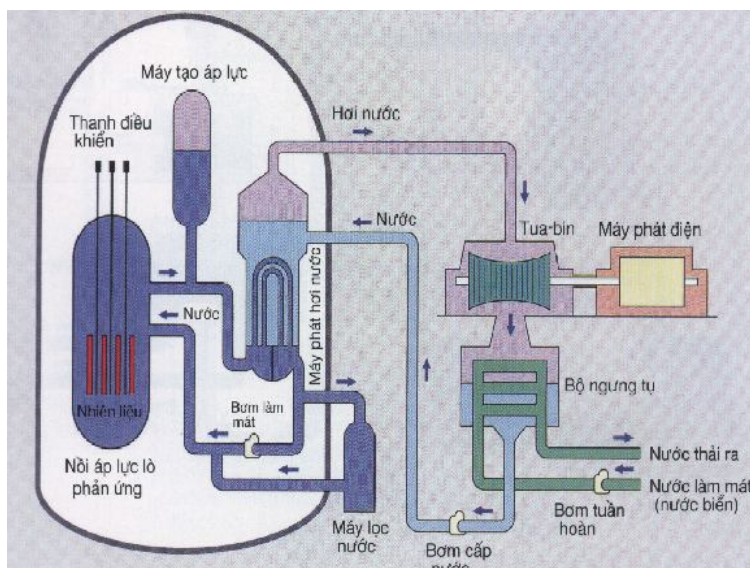 Máy tạo áp lực
Thanh điều
khiển
Hơi nước
Nước
Tua-bin
Máy phát điện
Nước
Máy phát hơi nước
Nhiên liệu
Bơm làm
mát
Bộ ngưng tụ
Nồi áp lực lò
phản ứng
Nước thải ra
Nước làm mát
(nước biển)
Máy lọc
nước
Bơm tuần
hoàn
Bơm cấp
nước